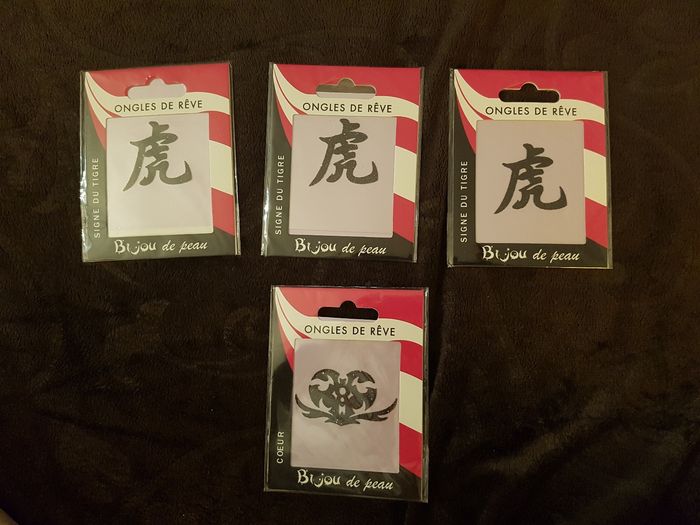 ONGLES DE RÊVE
SIGNE DU TIGRE
虎
Bijou de peau
ONGLES DE RÊVE
SIGNE DU TIGRE
虎
Bijou de peau
ONGLES DE RÊVE
SIGNE DU TIGRE
虎
Bijou de peau
ONGLES DE RÊVE
COEUR
Bijou de peau